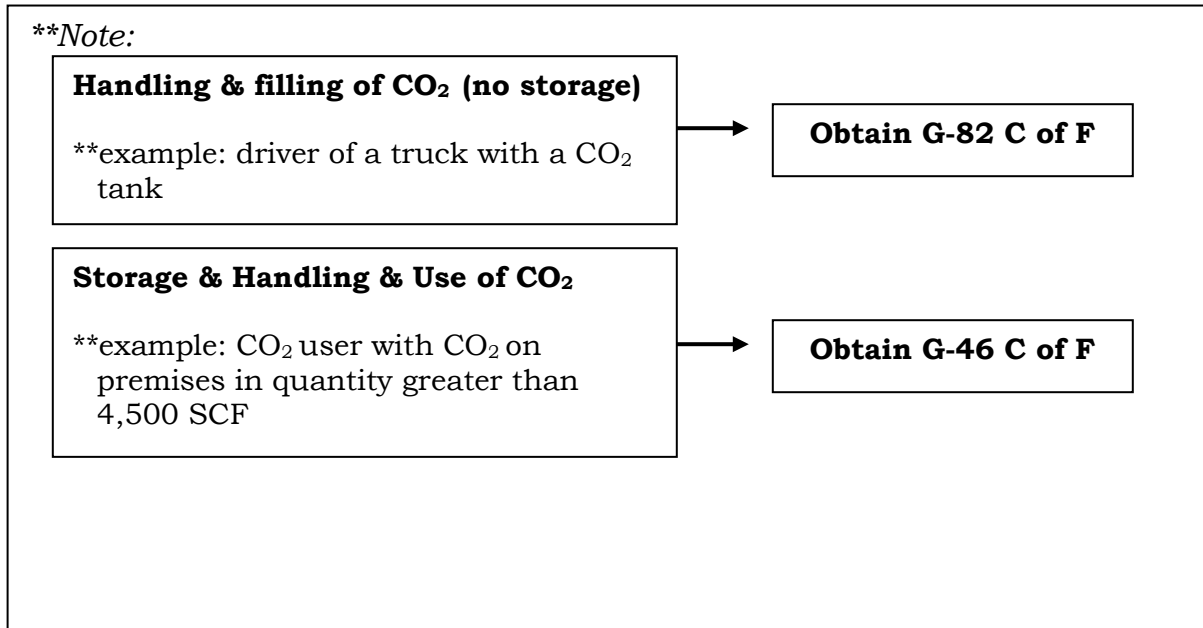 **Note:
Handling & filling of CO₂ (no storage)
**example: driver of a truck with a CO₂
tank
Obtain G-82 C of F
Storage & Handling & Use of CO₂
**example: CO₂ user with CO₂ on
premises in quantity greater than
4,500 SCF
Obtain G-46 C of F